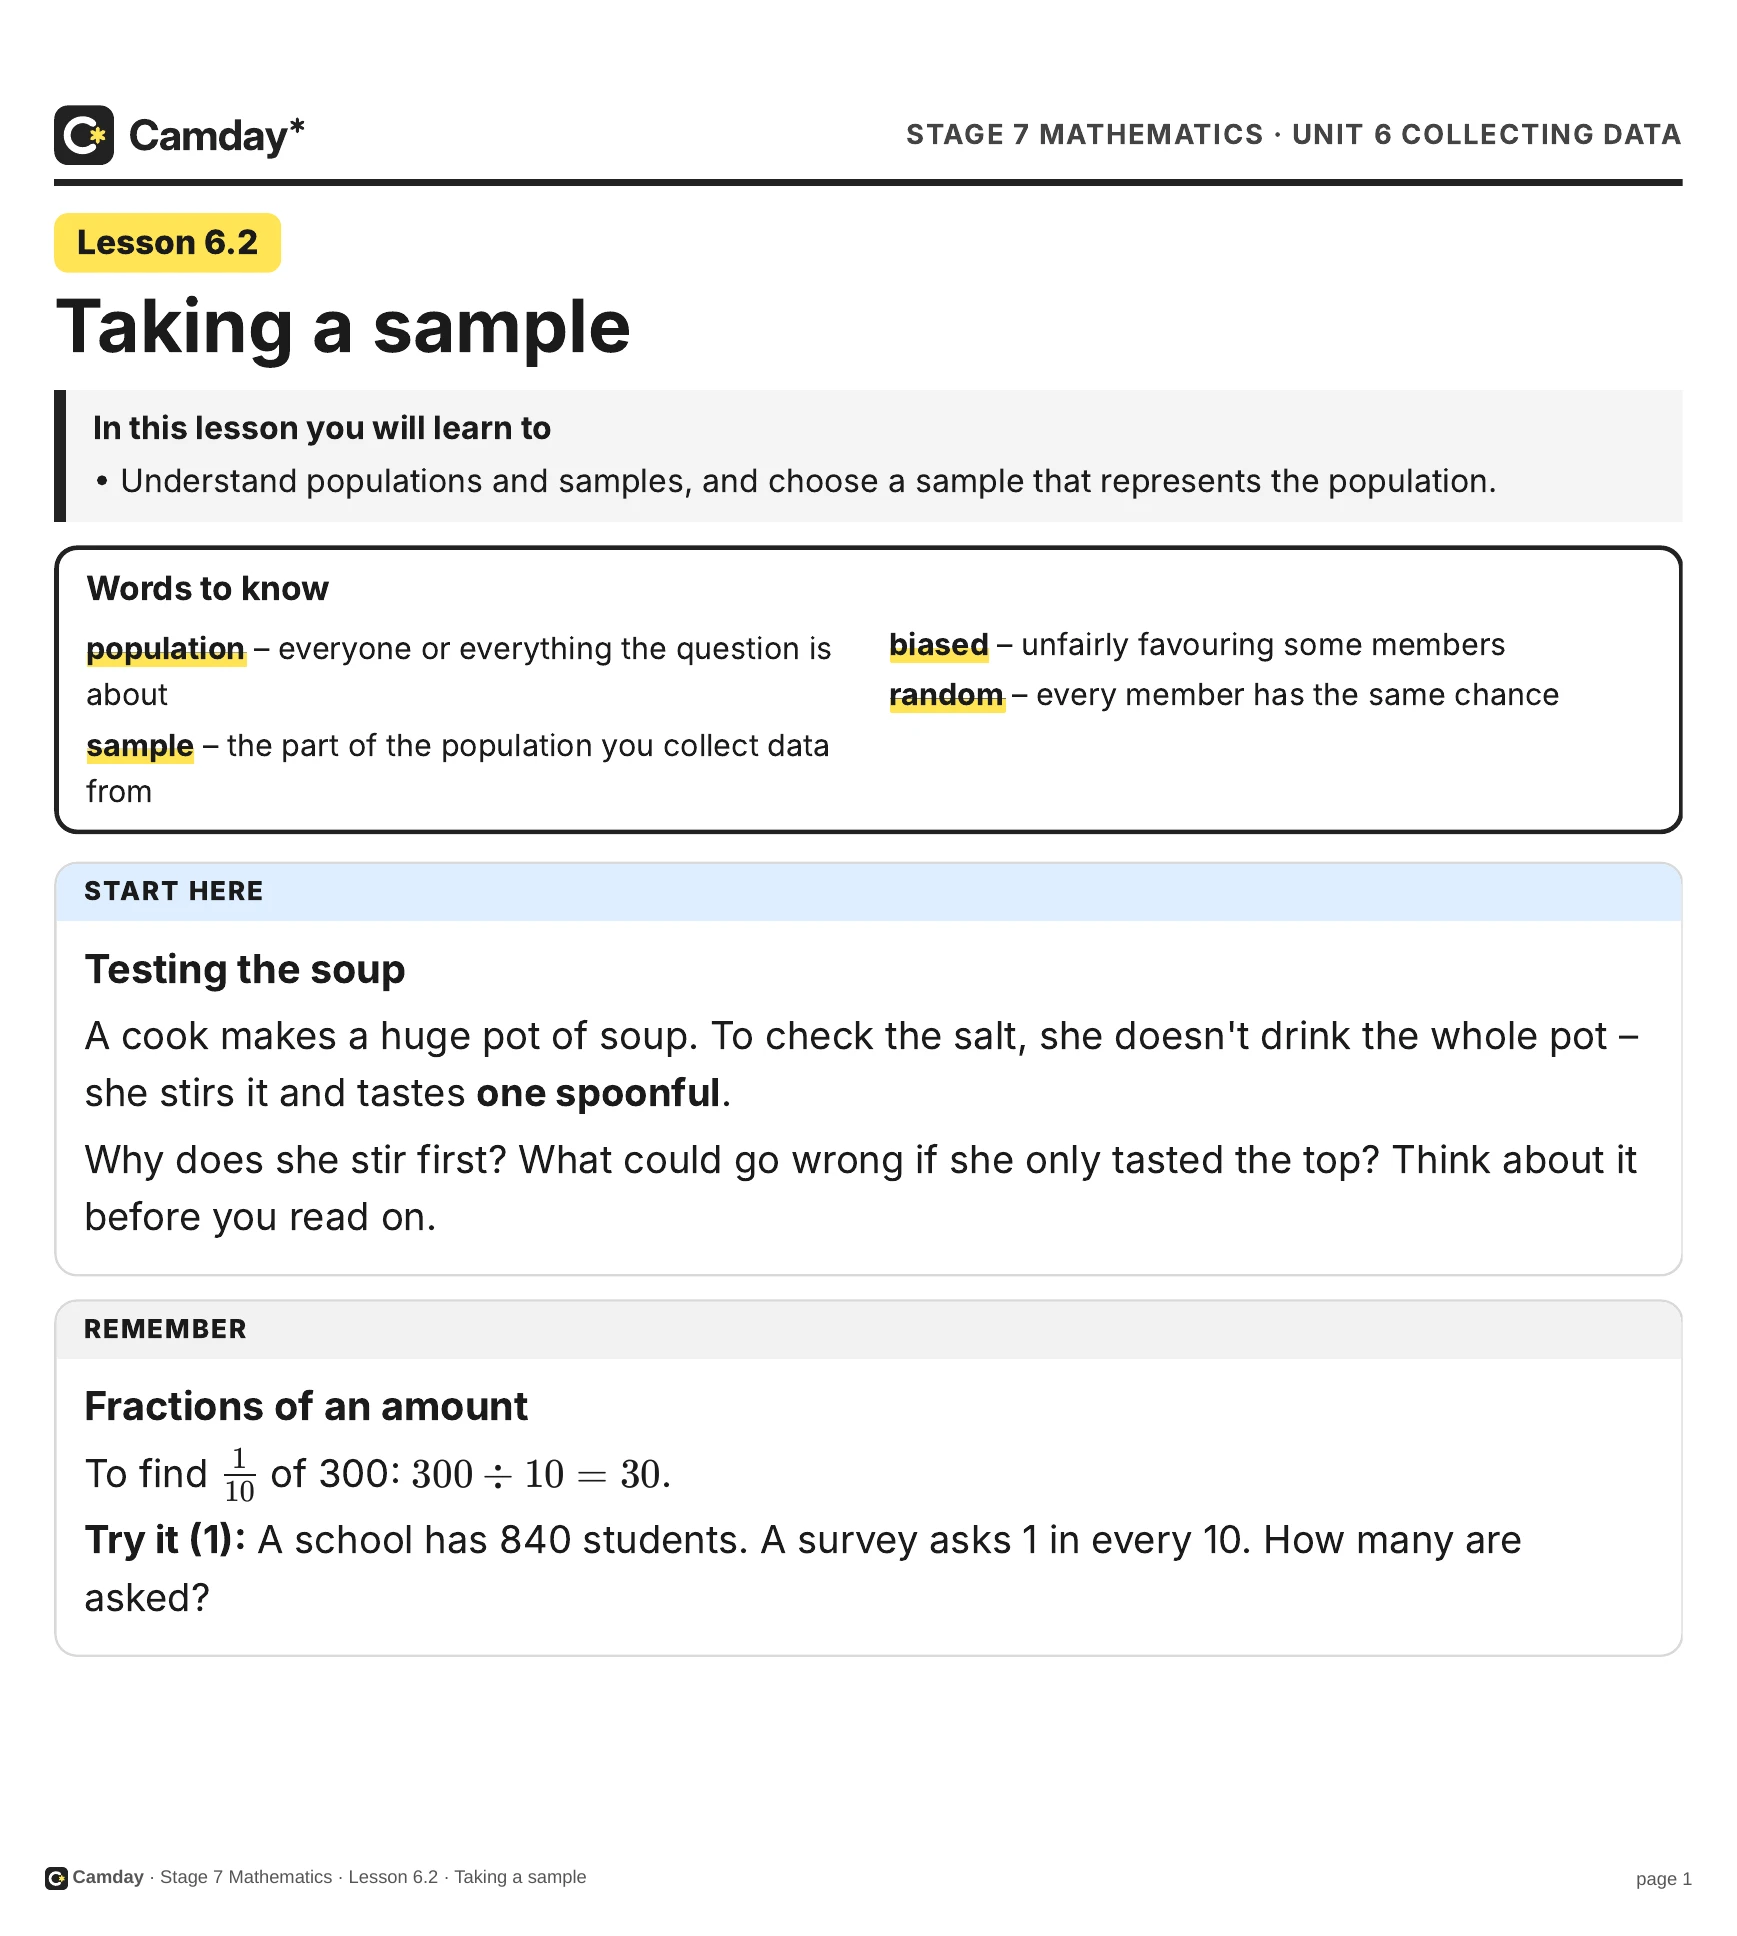 Camday*
STAGE 7 MATHEMATICS · UNIT 6 COLLECTING DATA
Lesson 6.2
Taking a sample
In this lesson you will learn to
• Understand populations and samples, and choose a sample that represents the population.
Words to know
population – everyone or everything the question is
about
sample – the part of the population you collect data
from
biased – unfairly favouring some members
random – every member has the same chance
START HERE
Testing the soup
A cook makes a huge pot of soup. To check the salt, she doesn't drink the whole pot –
she stirs it and tastes one spoonful.
Why does she stir first? What could go wrong if she only tasted the top? Think about it
before you read on.
REMEMBER
Fractions of an amount
To find 1/10 of 300: 300 ÷ 10 = 30.
Try it (1): A school has 840 students. A survey asks 1 in every 10. How many are
asked?
Camday · Stage 7 Mathematics · Lesson 6.2 · Taking a sample
page 1